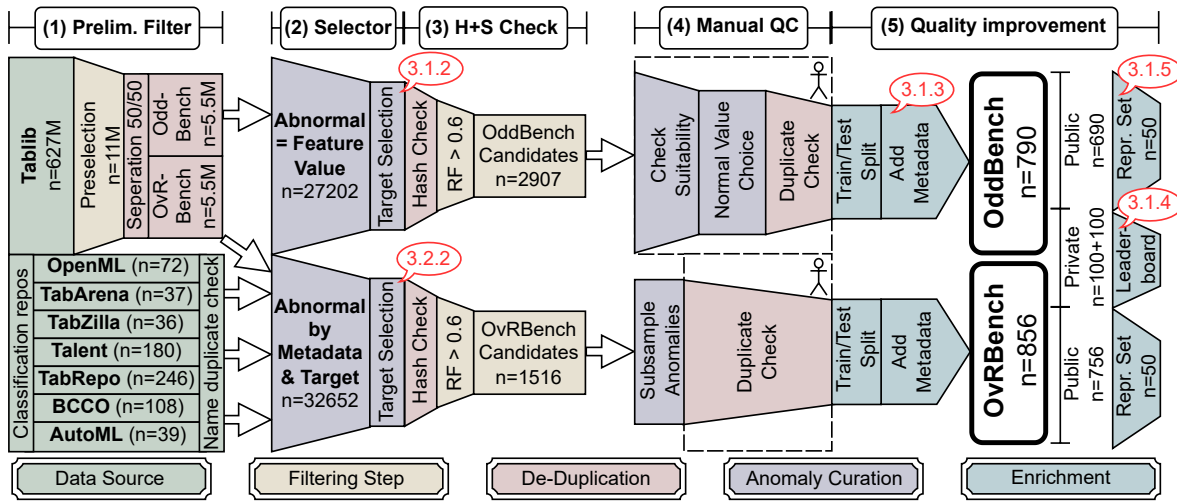 (1) Prelim. Filter
(2) Selector
(3) H+S Check
(4) Manual QC
(5) Quality improvement
Tablib
n=627M
Preselection
n=11M
Seperation 50/50
Odd-
Bench
n=5.5M
OvR-
Bench
n=5.5M
Abnormal
= Feature
Value
n=27202
Target Selection
3.1.2
Hash Check
RF > 0.6
OddBench
Candidates
n=2907
Check
Suitability
Normal Value
Choice
Duplicate
Check
Train/Test
Split
3.1.3
Add
Metadata
OddBench
n=790
Public
n=690
3.1.5
Repr. Set
n=50
Private
n=100+100
3.1.4
Leader-
board
Classification repos
OpenML (n=72)
TabArena (n=37)
TabZilla (n=36)
Talent (n=180)
TabRepo (n=246)
BCCO (n=108)
AutoML (n=39)
Name duplicate check
Abnormal
by
Metadata
& Target
n=32652
Target Selection
3.2.2
Hash Check
RF > 0.6
OvRBench
Candidates
n=1516
Subsample
Anomalies
Duplicate
Check
Train/Test
Split
Add
Metadata
OvRBench
n=856
Public
n=756
Repr. Set
n=50
Data Source
Filtering Step
De-Duplication
Anomaly Curation
Enrichment